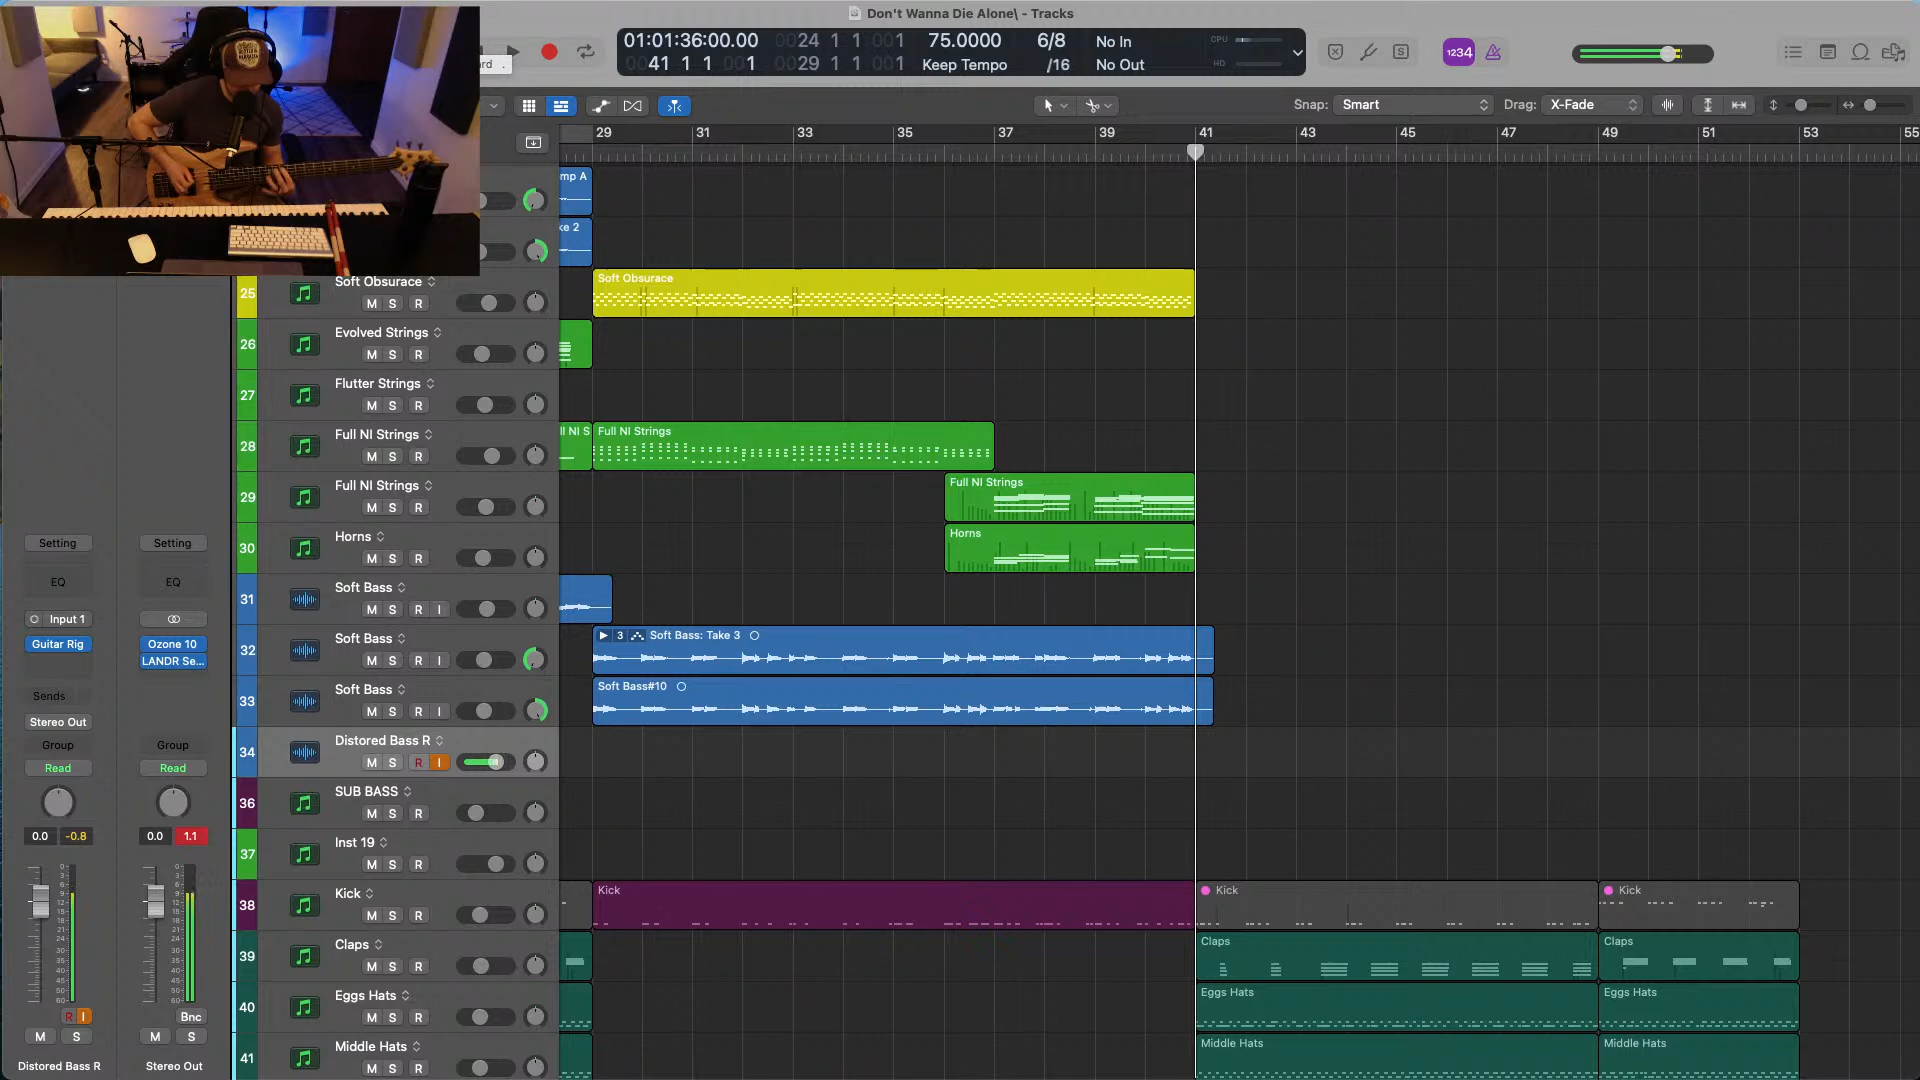 Don't Wanna Die Alone\ - Tracks
ard .
01:01:36:00.00
0024 1 1 001
0041 1 1 001
0029 1 1 001
75.0000
Keep Tempo
6/8
/16
No In
No Out
CPU
HD
1234
Snap: Smart
Drag: X-Fade
29 31 33 35 37 39 41 43 45 47 49 51 53 55
mp A
ke 2
25 Soft Obsurace
M S R
Soft Obsurace
26 Evolved Strings
M S R
27 Flutter Strings
M S R
28 Full NI Strings
M S R
ll NI S
Full NI Strings
29 Full NI Strings
M S R
Full NI Strings
30 Horns
M S R
Horns
31 Soft Bass
M S R I
32 Soft Bass
M S R I
3 Soft Bass: Take 3
33 Soft Bass
M S R I
Soft Bass#10
34 Distored Bass R
M S R I
36 SUB BASS
M S R
37 Inst 19
M S R
38 Kick
M S R
Kick
Kick
Kick
39 Claps
M S R
Claps
Claps
40 Eggs Hats
M S R
Eggs Hats
Eggs Hats
41 Middle Hats
M S R
Middle Hats
Middle Hats
Setting Setting
EQ EQ
Input 1
Guitar Rig Ozone 10
LANDR Se...
Sends
Stereo Out
Group Group
Read Read
0.0 -0.8 0.0 1.1
R I Bnc
M S M S
Distored Bass R Stereo Out